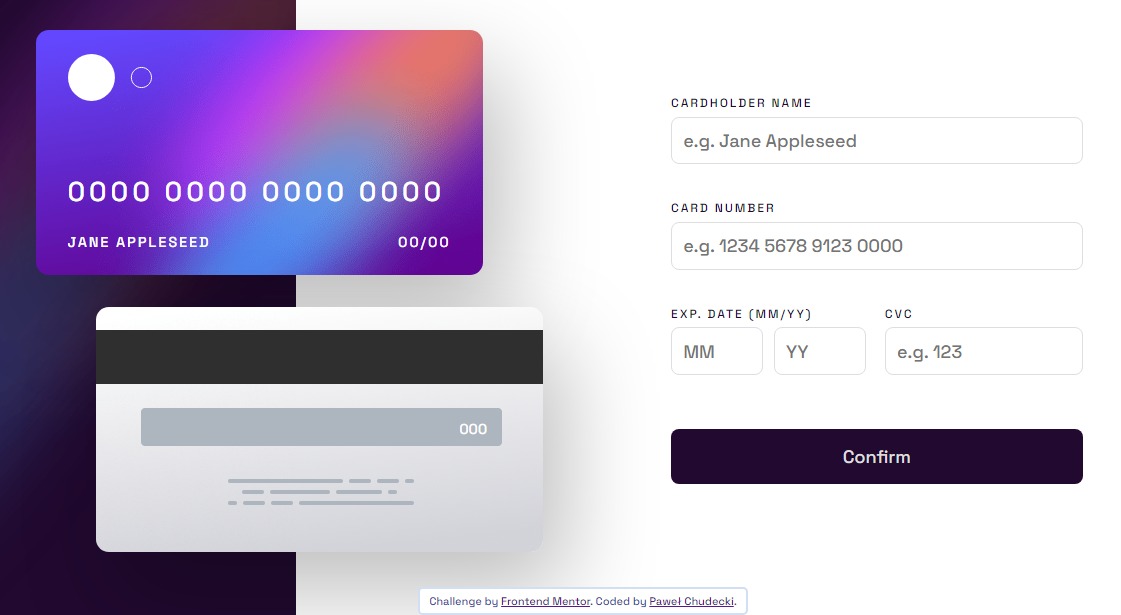 0000 0000 0000 0000
JANE APPLESEED 00/00
000
CARDHOLDER NAME
e.g. Jane Appleseed
CARD NUMBER
e.g. 1234 5678 9123 0000
EXP. DATE (MM/YY) CVC
MM YY e.g. 123
Confirm
Challenge by Frontend Mentor. Coded by Paweł Chudecki.